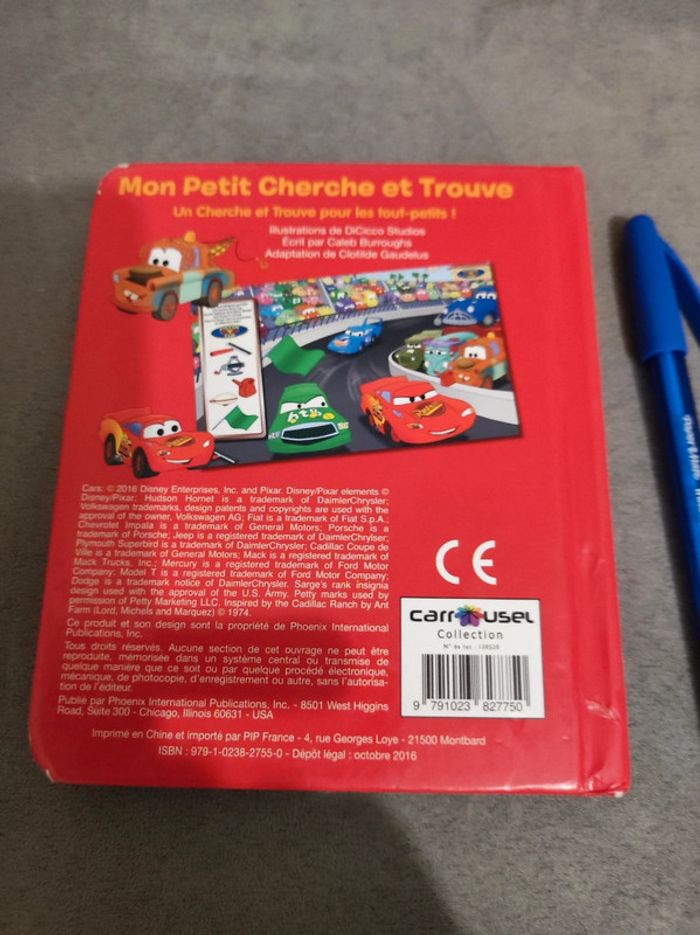 Mon Petit Cherche et Trouve
Un Cherche et Trouve pour les tout-petits !
Illustrations de DiCicco Studios
Écrit par Caleb Burroughs
Adaptation de Clotilde Gaudelus
htb
Cars: © 2016 Disney Enterprises, Inc. and Pixar. Disney/Pixar elements ©
Disney/Pixar; Hudson Hornet is a trademark of DaimlerChrysler;
Volkswagen trademarks, design patents and copyrights are used with the
approval of the owner, Volkswagen AG; Fiat is a trademark of Fiat S.p.A.;
Chevrolet Impala is a trademark of General Motors; Porsche is a
trademark of Porsche; Jeep is a registered trademark of DaimlerChrysler;
Plymouth Superbird is a trademark of DaimlerChrysler; Cadillac Coupe de
Ville is a trademark of General Motors; Mack is a registered trademark of
Mack Trucks, Inc.; Mercury is a registered trademark of Ford Motor
Company; Model T is a registered trademark of Ford Motor Company;
Dodge is a trademark notice of DaimlerChrysler. Sarge's rank insignia
design used with the approval of the U.S. Army. Petty marks used by
permission of Petty Marketing LLC. Inspired by the Cadillac Ranch by Ant
Farm (Lord, Michels and Marquez) © 1974.
Ce produit et son design sont la propriété de Phoenix International
Publications, Inc.
Tous droits réservés. Aucune section de cet ouvrage ne peut être
reproduite, mémorisée dans un système central ou transmise de
quelque manière que ce soit ou par quelque procédé électronique,
mécanique, de photocopie, d'enregistrement ou autre, sans l'autorisa-
tion de l'éditeur.
Publié par Phoenix International Publications, Inc. - 8501 West Higgins
Road, Suite 300 - Chicago, Illinois 60631 - USA
Imprimé en Chine et importé par PIP France - 4, rue Georges Loye - 21500 Montbard
ISBN : 979-1-0238-2755-0 - Dépôt légal : octobre 2016
CE
Carrousel
Collection
9 791023 827750